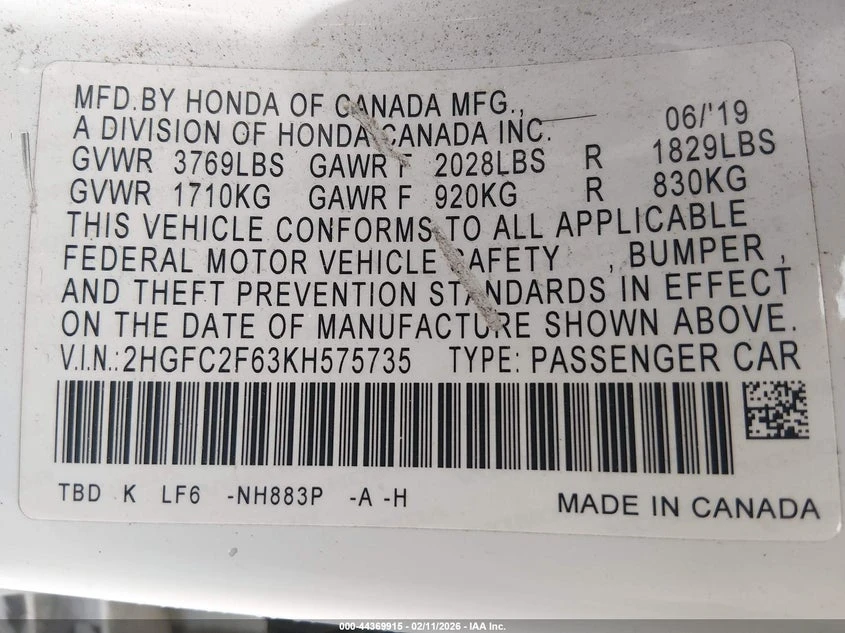 MFD.BY HONDA OF CANADA MFG., 06/'19
A DIVISION OF HONDA CANADA INC.
GVWR 3769LBS GAWR F 2028LBS R 1829LBS
GVWR 1710KG GAWR F 920KG R 830KG
THIS VEHICLE CONFORMS TO ALL APPLICABLE
FEDERAL MOTOR VEHICLE SAFETY , BUMPER ,
AND THEFT PREVENTION STANDARDS IN EFFECT
ON THE DATE OF MANUFACTURE SHOWN ABOVE.
V.I.N.: 2HGFC2F63KH575735 TYPE: PASSENGER CAR
TBD K LF6 -NH883P -A -H MADE IN CANADA
000-44369915 - 02/11/2026 - IAA Inc.